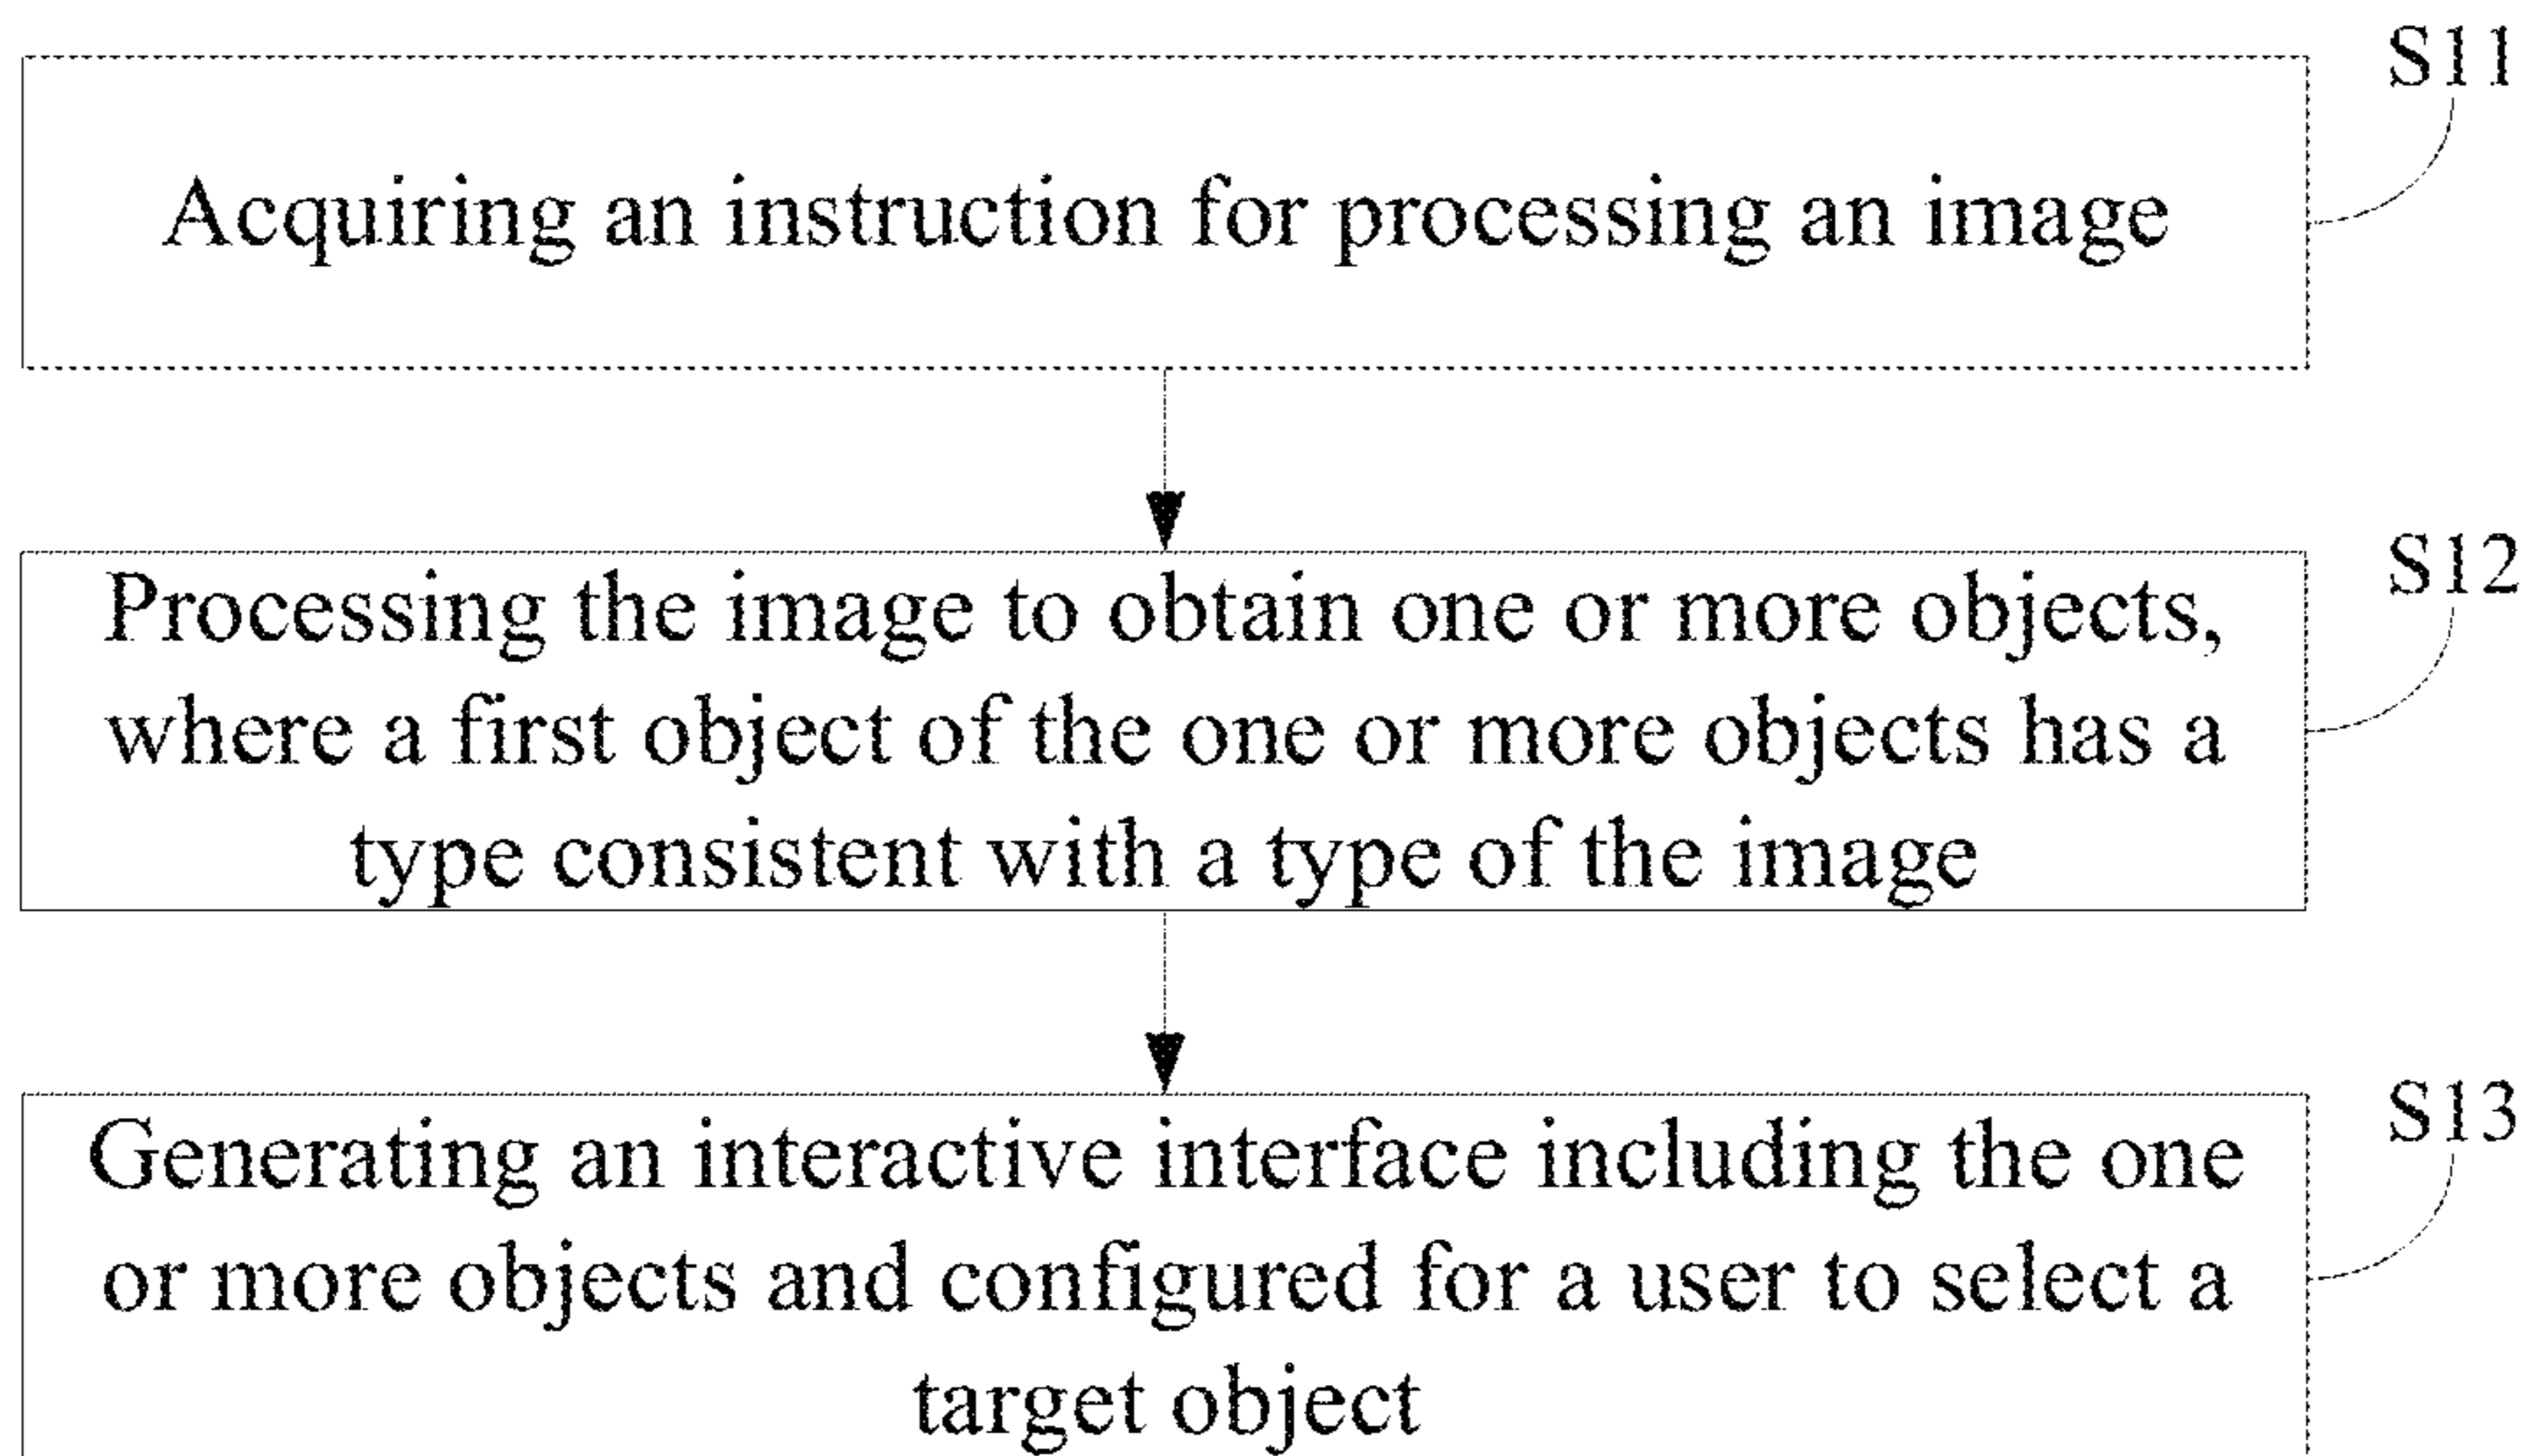 S11
Acquiring an instruction for processing an image
S12
Processing the image to obtain one or more objects,
where a first object of the one or more objects has a
type consistent with a type of the image
S13
Generating an interactive interface including the one
or more objects and configured for a user to select a
target object